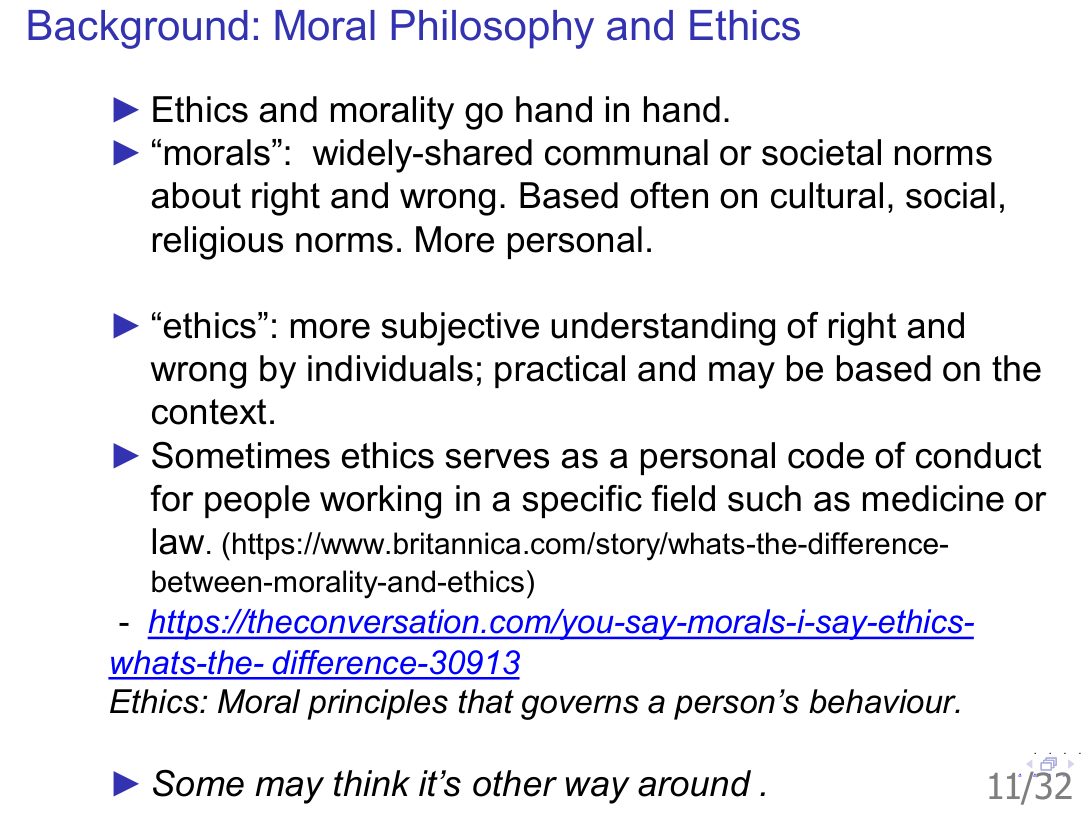 Background: Moral Philosophy and Ethics
► Ethics and morality go hand in hand.
► “morals”:  widely-shared communal or societal norms
about right and wrong. Based often on cultural, social,
religious norms. More personal.
► “ethics”: more subjective understanding of right and
wrong by individuals; practical and may be based on the
context.
► Sometimes ethics serves as a personal code of conduct
for people working in a specific field such as medicine or
law. (https://www.britannica.com/story/whats-the-difference-
between-morality-and-ethics)
- https://theconversation.com/you-say-morals-i-say-ethics-
whats-the- difference-30913
Ethics: Moral principles that governs a person’s behaviour.
► Some may think it’s other way around .
11/32